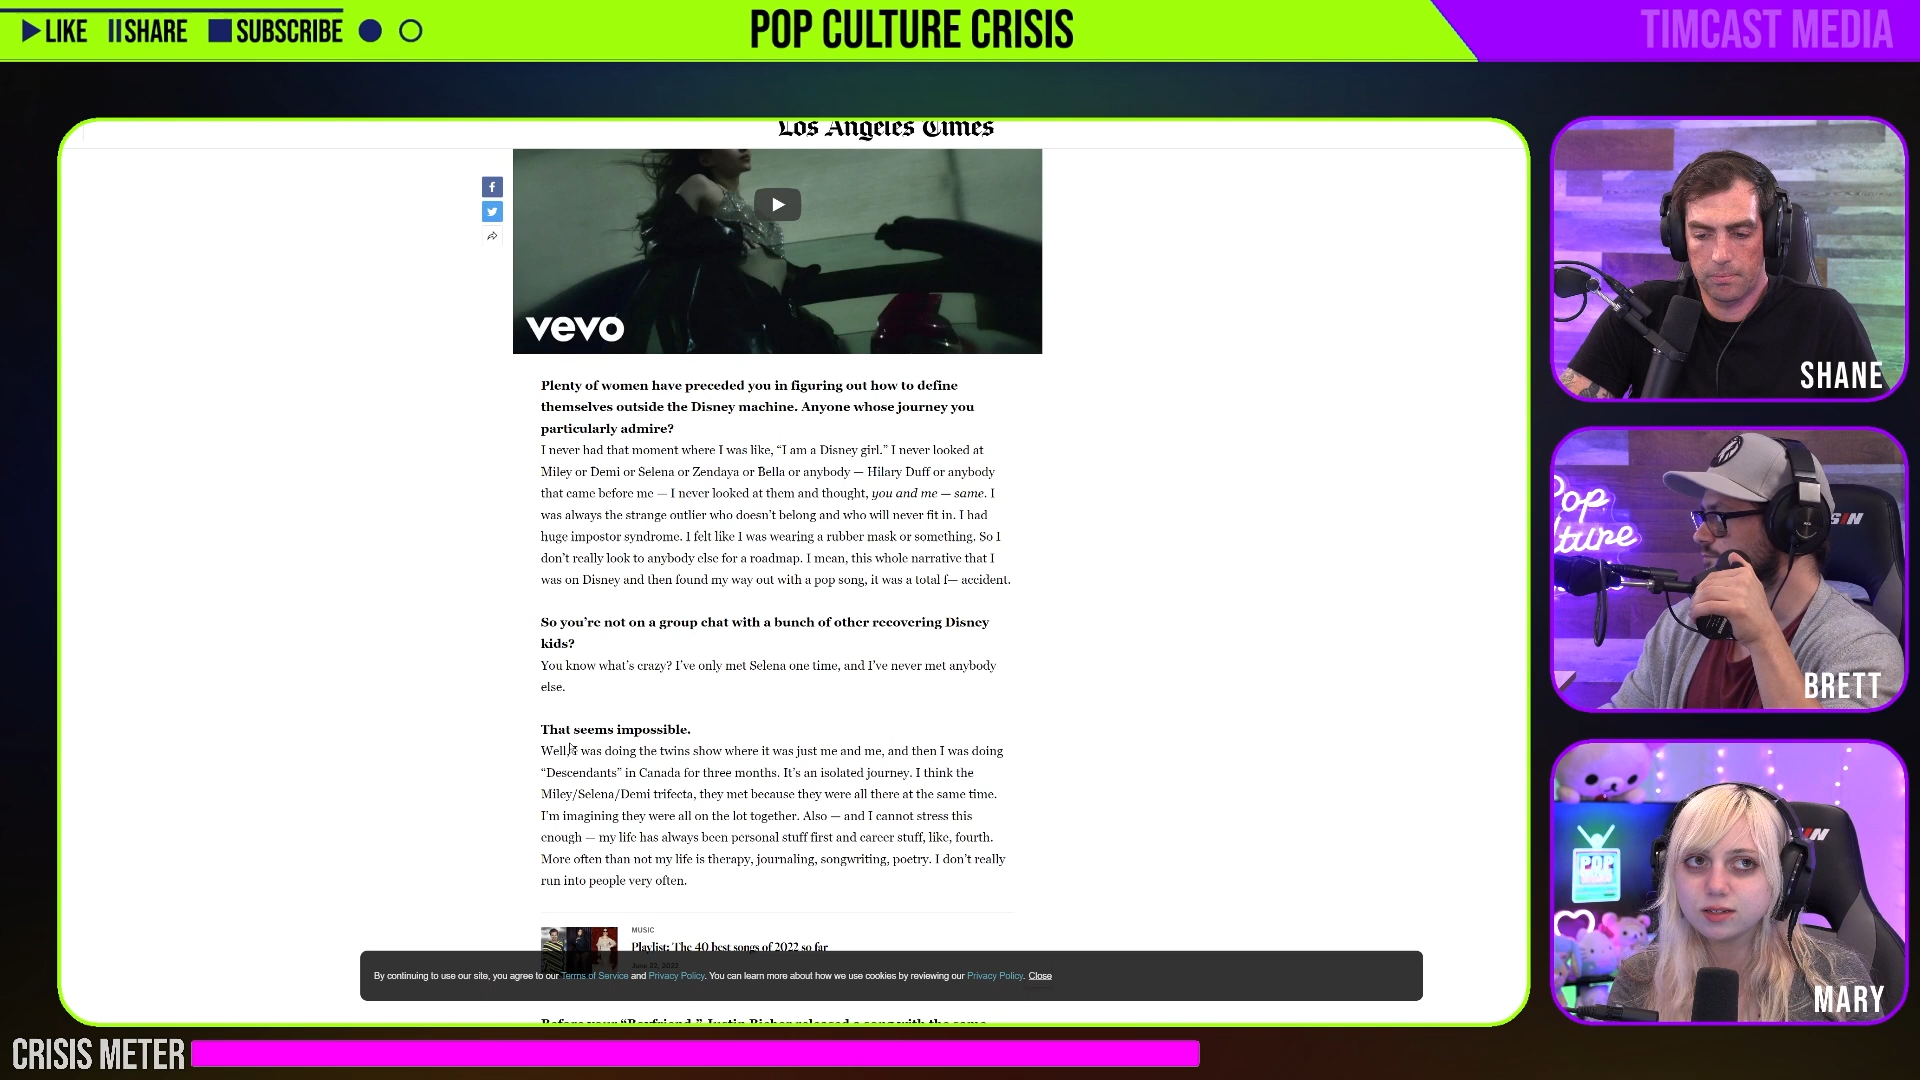 LIKE SHARE SUBSCRIBE
POP CULTURE CRISIS
TIMCAST MEDIA
Los Angeles Times
vevo
Plenty of women have preceded you in figuring out how to define
themselves outside the Disney machine. Anyone whose journey you
particularly admire?
I never had that moment where I was like, “I am a Disney girl.” I never looked at
Miley or Demi or Selena or Zendaya or Bella or anybody — Hilary Duff or anybody
that came before me — I never looked at them and thought, you and me — same. I
was always the strange outlier who doesn’t belong and who will never fit in. I had
huge impostor syndrome. I felt like I was wearing a rubber mask or something. So I
don’t really look to anybody else for a roadmap. I mean, this whole narrative that I
was on Disney and then found my way out with a pop song, it was a total f— accident.
So you’re not on a group chat with a bunch of other recovering Disney
kids?
You know what’s crazy? I’ve only met Selena one time, and I’ve never met anybody
else.
That seems impossible.
Well, I was doing the twins show where it was just me and me, and then I was doing
“Descendants” in Canada for three months. It’s an isolated journey. I think the
Miley/Selena/Demi trifecta, they met because they were all there at the same time.
I’m imagining they were all on the lot together. Also — and I cannot stress this
enough — my life has always been personal stuff first and career stuff, like, fourth.
More often than not my life is therapy, journaling, songwriting, poetry. I don’t really
run into people very often.
MUSIC
Playlist: The 40 best songs of 2022 so far
June 22, 2022
By continuing to use our site, you agree to our Terms of Service and Privacy Policy. You can learn more about how we use cookies by reviewing our Privacy Policy. Close
Before your “Boyfriend,” Justin Bieber released a song with the same
SHANE
Pop
BRETT
POP
MARY
CRISIS METER